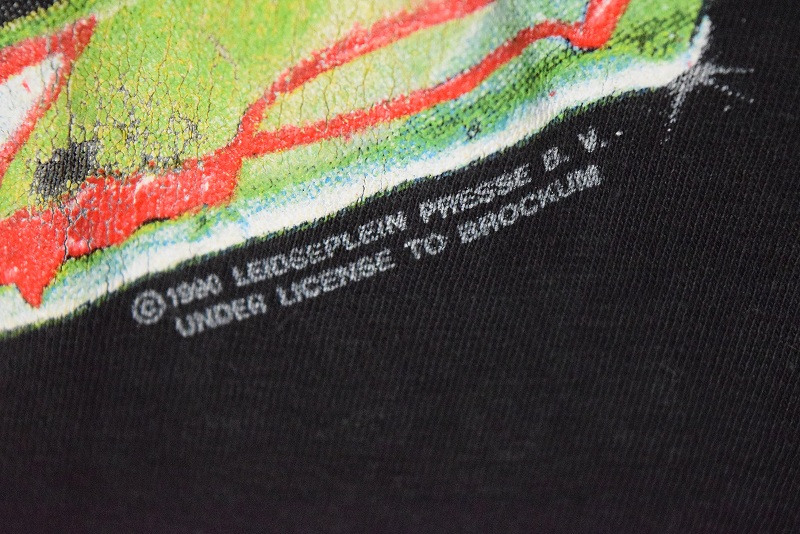 ©1990 LEIDSEPLEIN PRESSE B. V.
UNDER LICENSE TO BROCKUM